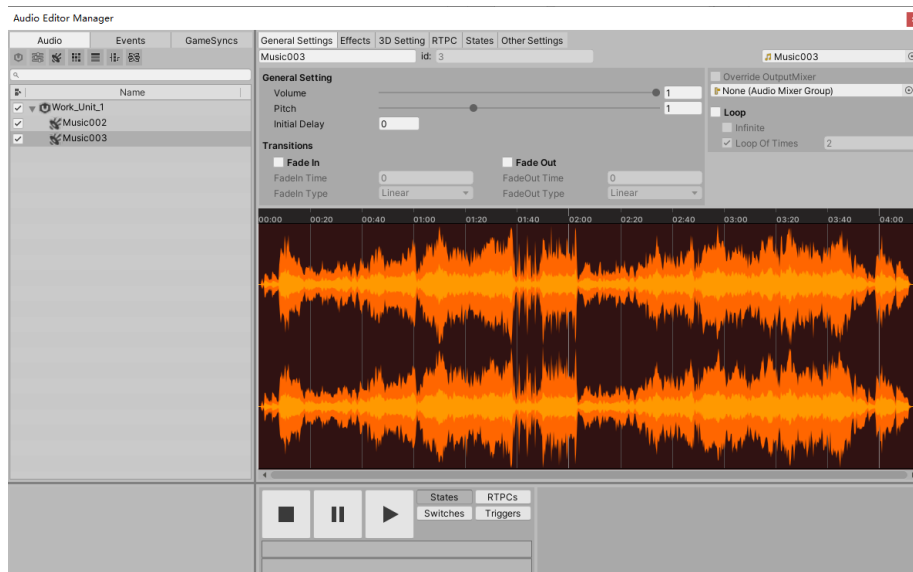 Audio Editor Manager
Audio Events GameSyncs
General Settings Effects 3D Setting RTPC States Other Settings
Music003 id: 3 Music003
General Setting
Volume 1
Pitch 1
Initial Delay 0
Transitions
Fade In Fade Out
FadeIn Time 0 FadeOut Time 0
FadeIn Type Linear FadeOut Type Linear
Override OutputMixer
None (Audio Mixer Group)
Loop
Infinite
Loop Of Times 2
Name
Work_Unit_1
Music002
Music003
00:00 00:20 00:40 01:00 01:20 01:40 02:00 02:20 02:40 03:00 03:20 03:40 04:00
States RTPCs
Switches Triggers